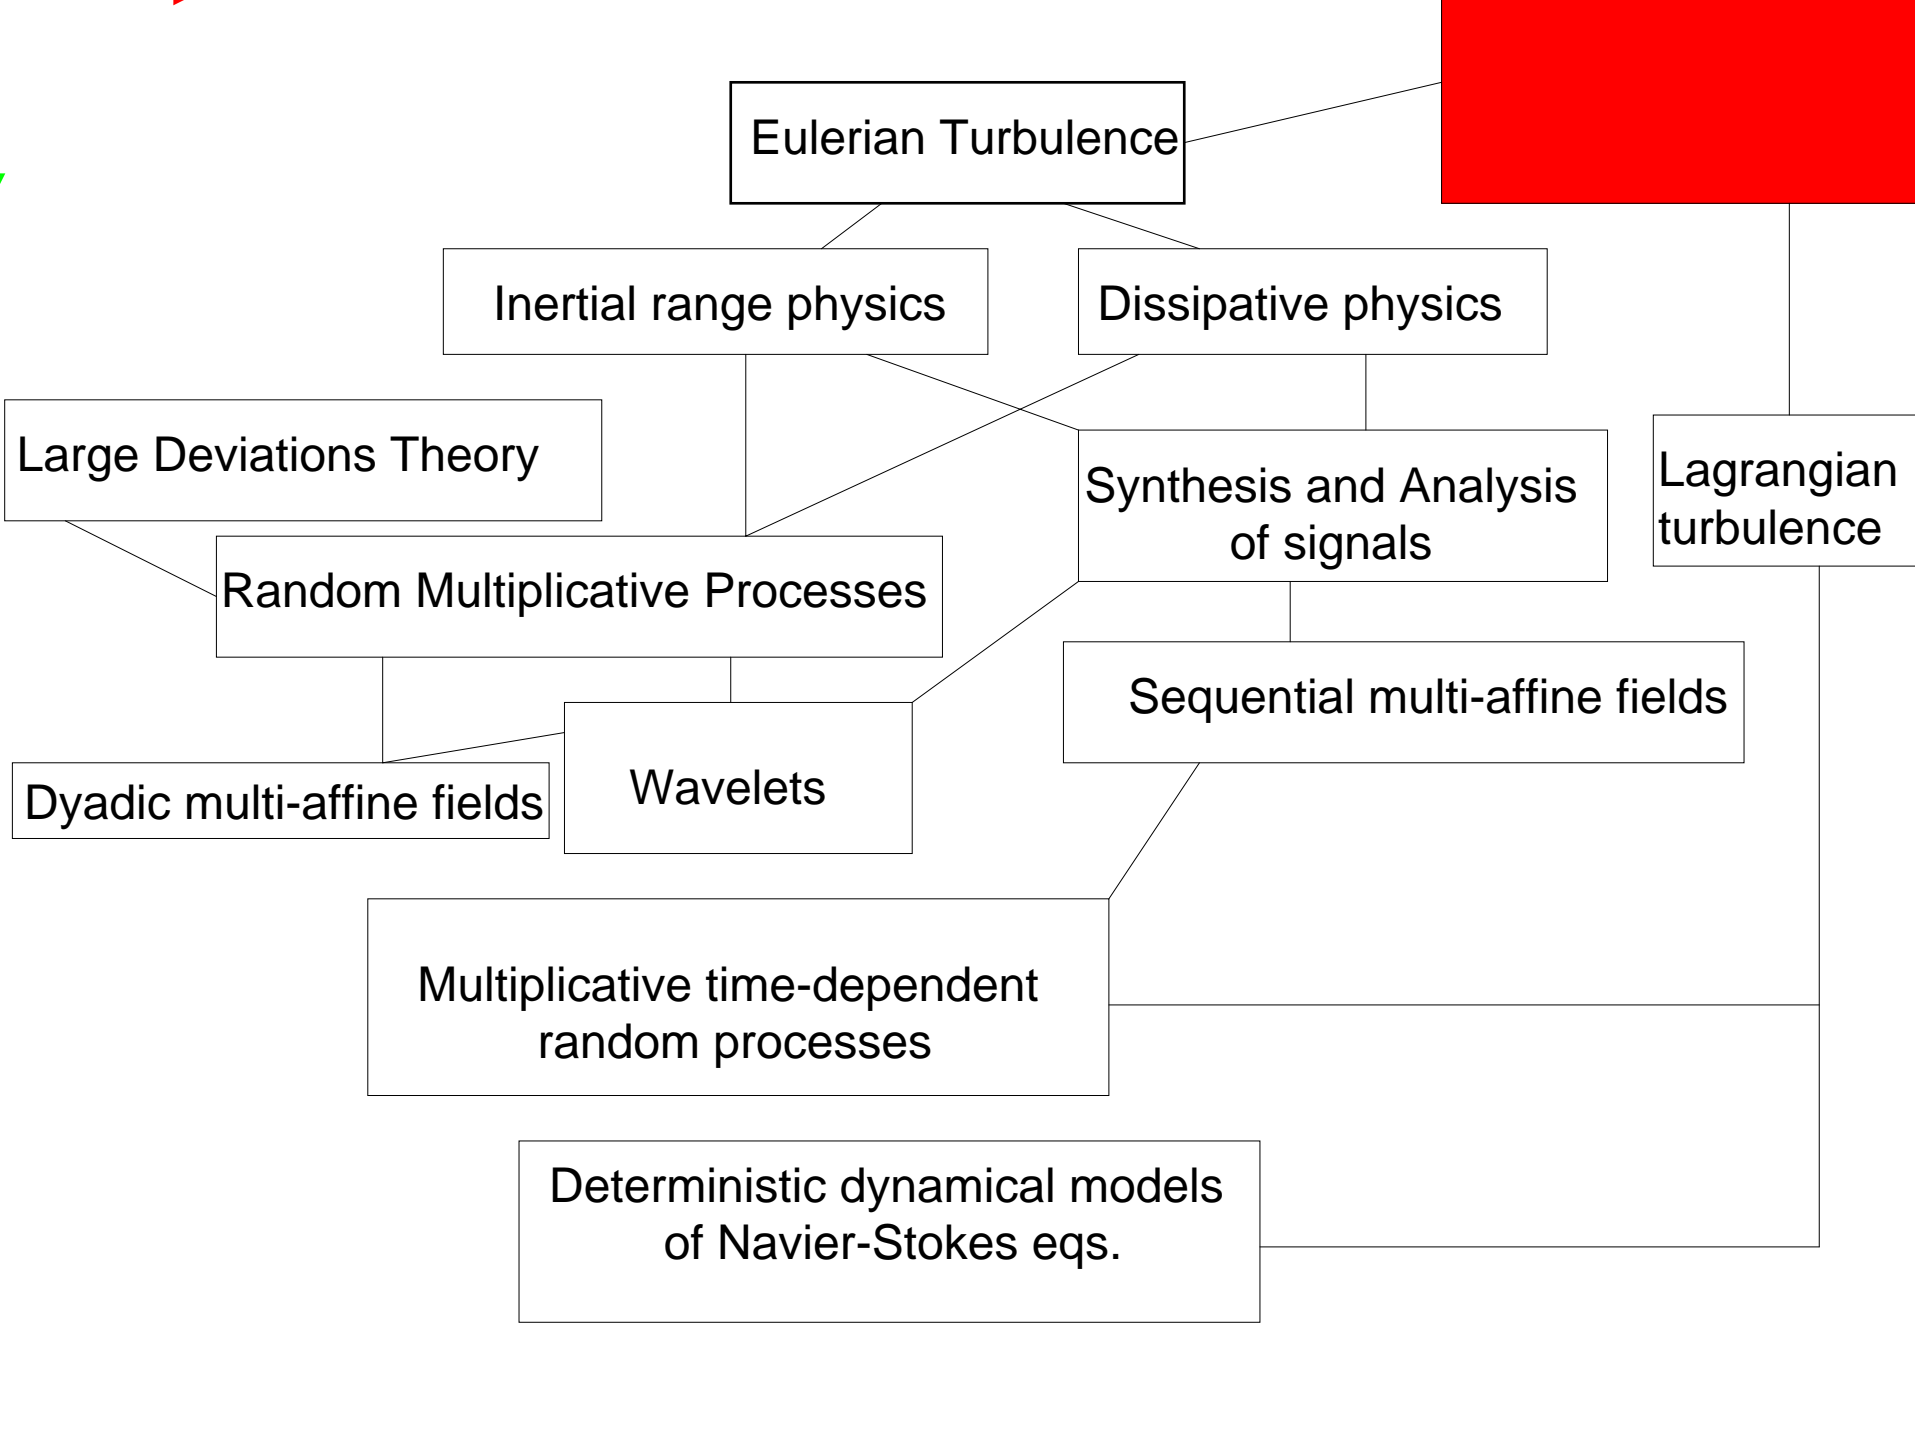 Eulerian Turbulence
Inertial range physics
Dissipative physics
Large Deviations Theory
Synthesis and Analysis
of signals
Lagrangian
turbulence
Random Multiplicative Processes
Sequential multi-affine fields
Dyadic multi-affine fields
Wavelets
Multiplicative time-dependent
random processes
Deterministic dynamical models
of Navier-Stokes eqs.